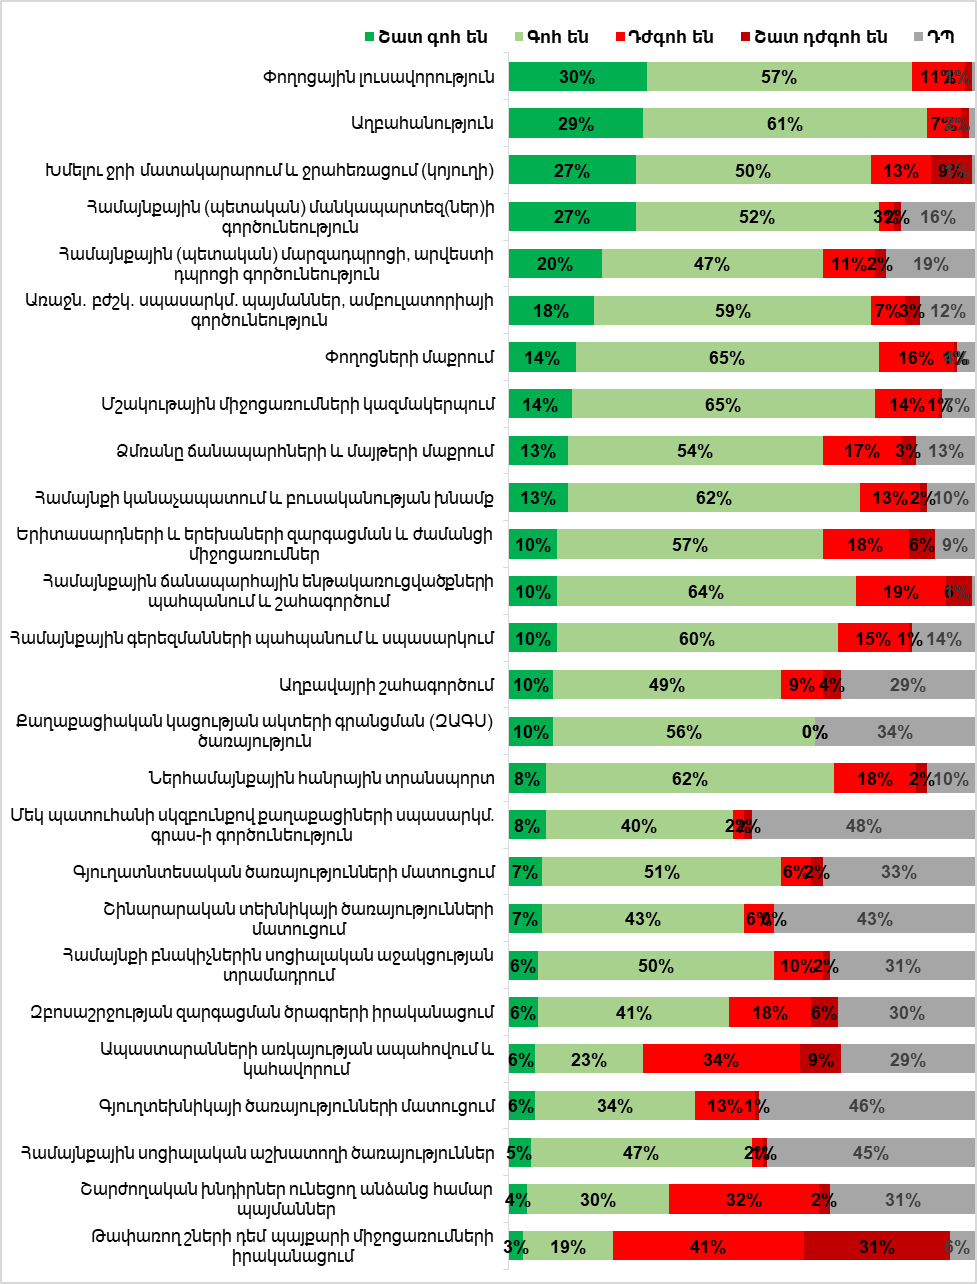 Շատ գոհ են Գոհ են Դժգոհ են Շատ դժգոհ են ԴՊ
Փողոցային լուսավորություն 30% 57% 11%
Աղբահանություն 29% 61% 7%
Խմելու ջրի մատակարարում և ջրահեռացում (կոյուղի) 27% 50% 13% 9%
Համայնքային (պետական) մանկապարտեզ(ներ)ի
գործունեություն 27% 52% 3% 2% 16%
Համայնքային (պետական) մարզադպրոցի, արվեստի
դպրոցի գործունեություն 20% 47% 11% 2% 19%
Առաջն. բժշկ. սպասարկմ. պայմաններ, ամբուլատորիայի
գործունեություն 18% 59% 7% 3% 12%
Փողոցների մաքրում 14% 65% 16% 1%
Մշակութային միջոցառումների կազմակերպում 14% 65% 14% 1% 7%
Ձմռանը ճանապարհների և մայթերի մաքրում 13% 54% 17% 3% 13%
Համայնքի կանաչապատում և բուսականության խնամք 13% 62% 13% 2% 10%
Երիտասարդների և երեխաների զարգացման և ժամանցի
միջոցառումներ 10% 57% 18% 6% 9%
Համայնքային ճանապարհային ենթակառուցվածքների
պահպանում և շահագործում 10% 64% 19%
Համայնքային գերեզմանների պահպանում և սպասարկում 10% 60% 15% 1% 14%
Աղբավայրի շահագործում 10% 49% 9% 4% 29%
Քաղաքացիական կացության ակտերի գրանցման (ԶԱԳՍ)
ծառայություն 10% 56% 0% 34%
Ներհամայնքային հանրային տրանսպորտ 8% 62% 18% 2% 10%
Մեկ պատուհանի սկզբունքով քաղաքացիների սպասարկմ.
գրաս-ի գործունեություն 8% 40% 2% 2% 48%
Գյուղատնտեսական ծառայությունների մատուցում 7% 51% 6% 2% 33%
Շինարարական տեխնիկայի ծառայությունների
մատուցում 7% 43% 6% 0% 43%
Համայնքի բնակիչներին սոցիալական աջակցության
տրամադրում 6% 50% 10% 2% 31%
Զբոսաշրջության զարգացման ծրագրերի իրականացում 6% 41% 18% 6% 30%
Ապաստարանների առկայության ապահովում և
կահավորում 6% 23% 34% 9% 29%
Գյուղտեխնիկայի ծառայությունների մատուցում 6% 34% 13% 1% 46%
Համայնքային սոցիալական աշխատողի ծառայություններ 5% 47% 2% 1% 45%
Շարժողական խնդիրներ ունեցող անձանց համար
պայմաններ 4% 30% 32% 2% 31%
Թափառող շների դեմ պայքարի միջոցառումների
իրականացում 3% 19% 41% 31% 6%